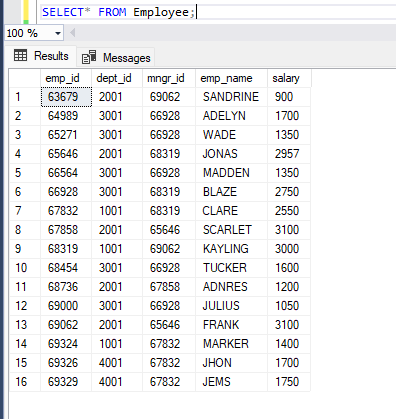 SELECT* FROM Employee;
100 %
Results Messages
emp_id dept_id mngr_id emp_name salary
1 63679 2001 69062 SANDRINE 900
2 64989 3001 66928 ADELYN 1700
3 65271 3001 66928 WADE 1350
4 65646 2001 68319 JONAS 2957
5 66564 3001 66928 MADDEN 1350
6 66928 3001 68319 BLAZE 2750
7 67832 1001 68319 CLARE 2550
8 67858 2001 65646 SCARLET 3100
9 68319 1001 69062 KAYLING 3000
10 68454 3001 66928 TUCKER 1600
11 68736 2001 67858 ADNRES 1200
12 69000 3001 66928 JULIUS 1050
13 69062 2001 65646 FRANK 3100
14 69324 1001 67832 MARKER 1400
15 69326 4001 67832 JHON 1700
16 69329 4001 67832 JEMS 1750